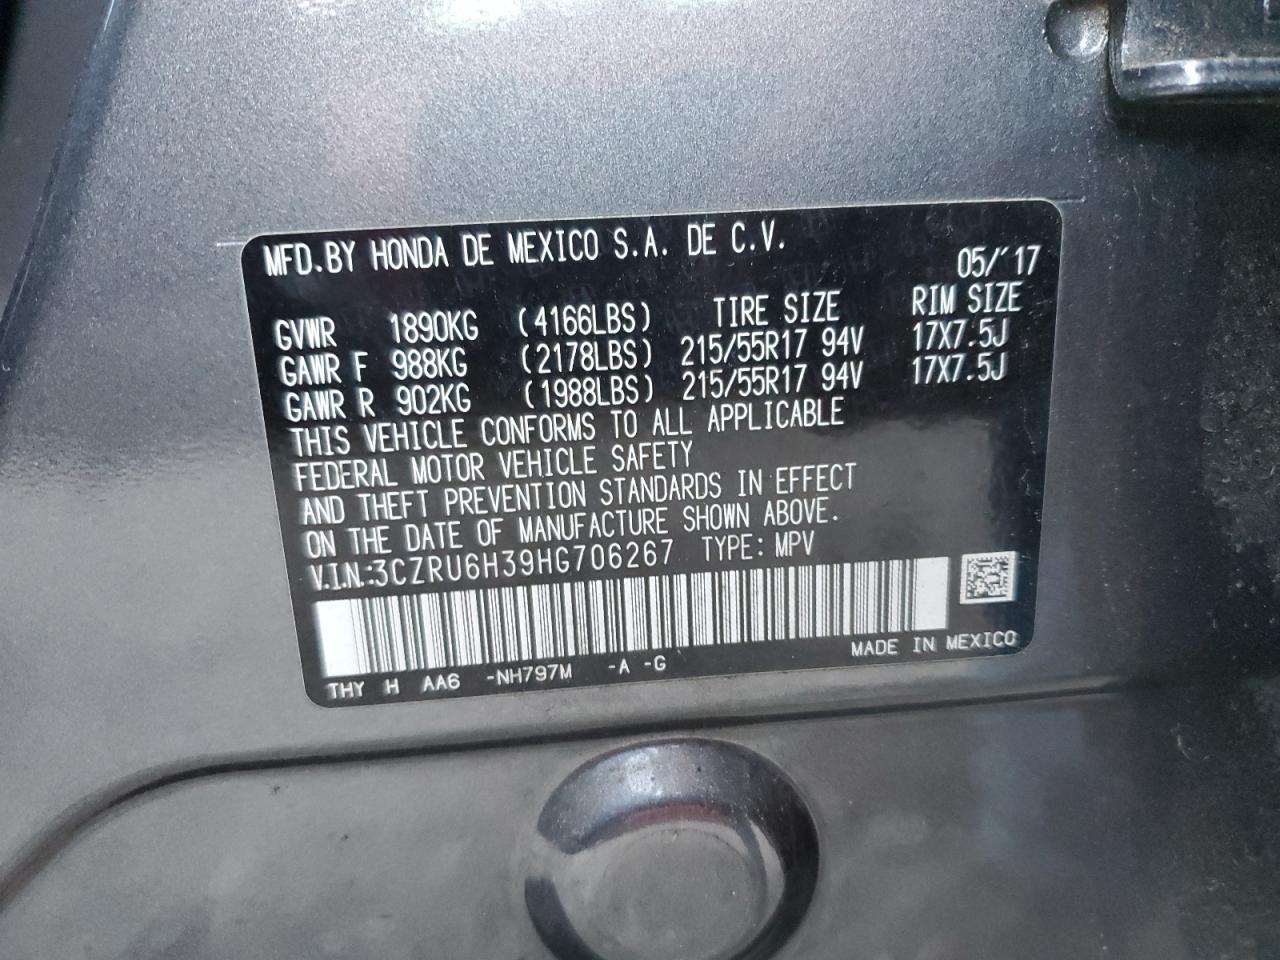 MFD.BY HONDA DE MEXICO S.A. DE C.V.
05/'17
GVWR 1890KG (4166LBS) TIRE SIZE RIM SIZE
GAWR F 988KG (2178LBS) 215/55R17 94V 17X7.5J
GAWR R 902KG (1988LBS) 215/55R17 94V 17X7.5J
THIS VEHICLE CONFORMS TO ALL APPLICABLE
FEDERAL MOTOR VEHICLE SAFETY
AND THEFT PREVENTION STANDARDS IN EFFECT
ON THE DATE OF MANUFACTURE SHOWN ABOVE.
V.I.N.:3CZRU6H39HG706267 TYPE: MPV
MADE IN MEXICO
THY H AA6 -NH797M -A -G